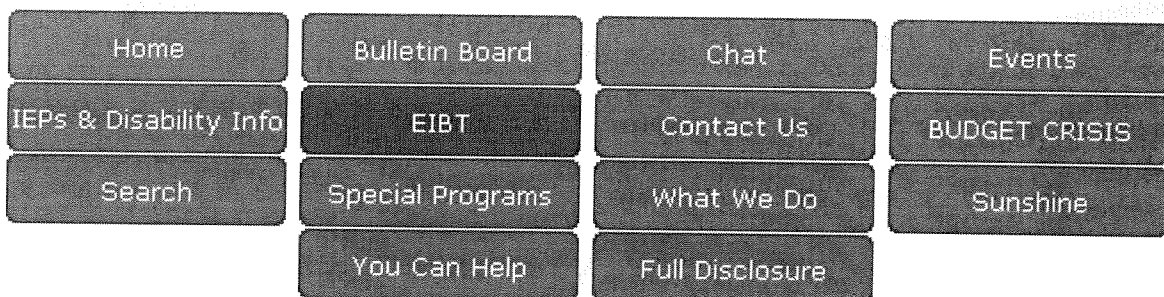 Home
Bulletin Board
Chat
Events
IEPs & Disability Info
EIBT
Contact Us
BUDGET CRISIS
Search
Special Programs
What We Do
Sunshine
You Can Help
Full Disclosure